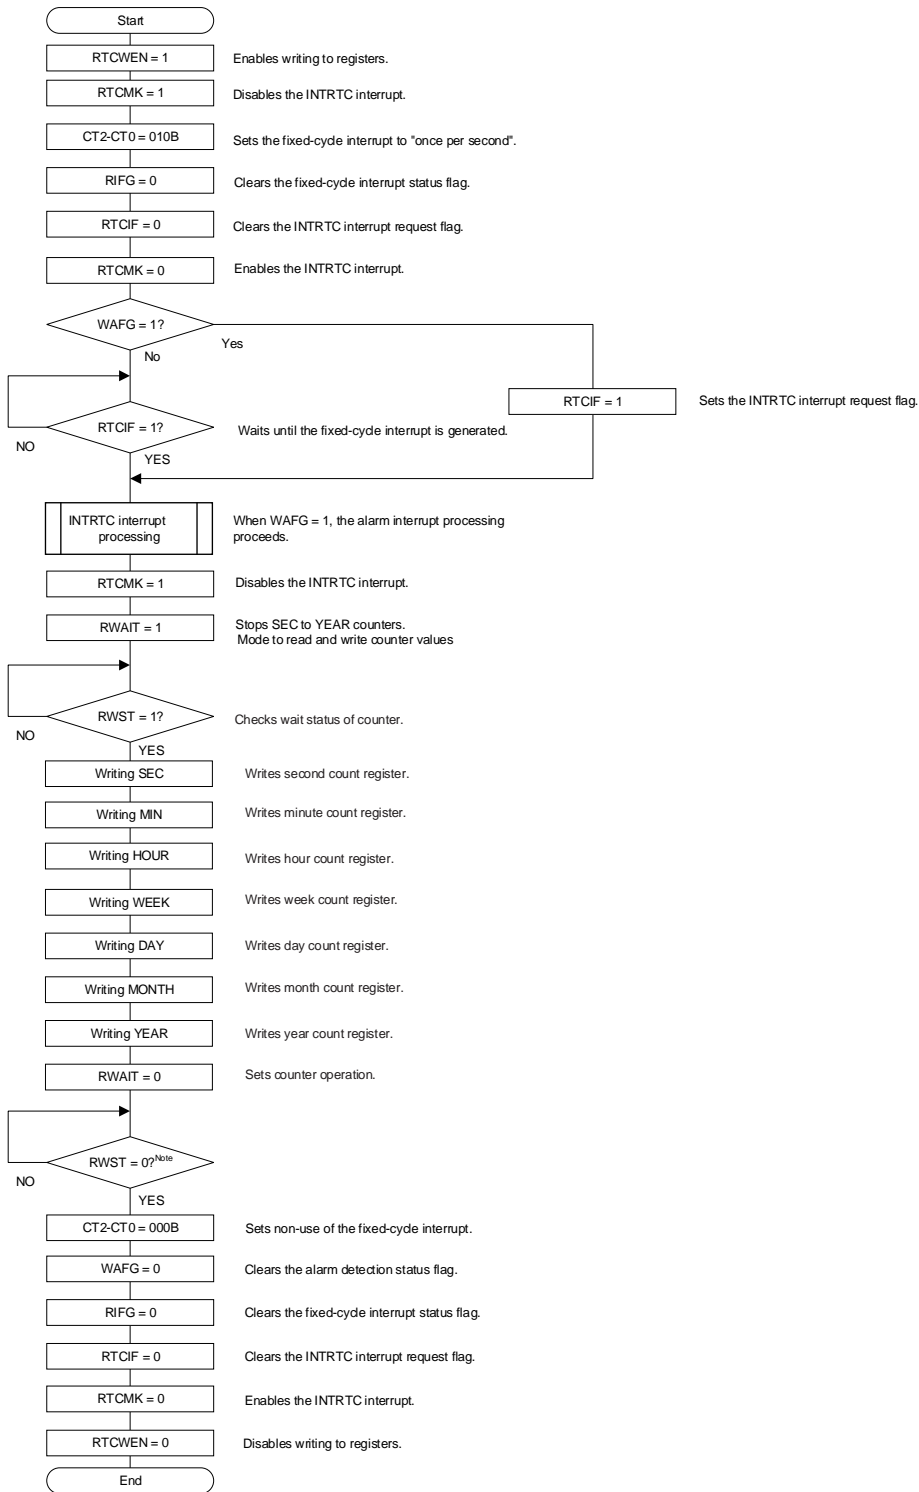 Start
RTCWEN = 1
Enables writing to registers.
RTCMK = 1
Disables the INTRTC interrupt.
CT2-CT0 = 010B
Sets the fixed-cycle interrupt to "once per second".
RIFG = 0
Clears the fixed-cycle interrupt status flag.
RTCIF = 0
Clears the INTRTC interrupt request flag.
RTCMK = 0
Enables the INTRTC interrupt.
WAFG = 1?
Yes
No
RTCIF = 1
Sets the INTRTC interrupt request flag.
RTCIF = 1?
Waits until the fixed-cycle interrupt is generated.
NO
YES
INTRTC interrupt
processing
When WAFG = 1, the alarm interrupt processing
proceeds.
RTCMK = 1
Disables the INTRTC interrupt.
RWAIT = 1
Stops SEC to YEAR counters.
Mode to read and write counter values
RWST = 1?
Checks wait status of counter.
NO
YES
Writing SEC
Writes second count register.
Writing MIN
Writes minute count register.
Writing HOUR
Writes hour count register.
Writing WEEK
Writes week count register.
Writing DAY
Writes day count register.
Writing MONTH
Writes month count register.
Writing YEAR
Writes year count register.
RWAIT = 0
Sets counter operation.
RWST = 0?Note
NO
YES
CT2-CT0 = 000B
Sets non-use of the fixed-cycle interrupt.
WAFG = 0
Clears the alarm detection status flag.
RIFG = 0
Clears the fixed-cycle interrupt status flag.
RTCIF = 0
Clears the INTRTC interrupt request flag.
RTCMK = 0
Enables the INTRTC interrupt.
RTCWEN = 0
Disables writing to registers.
End